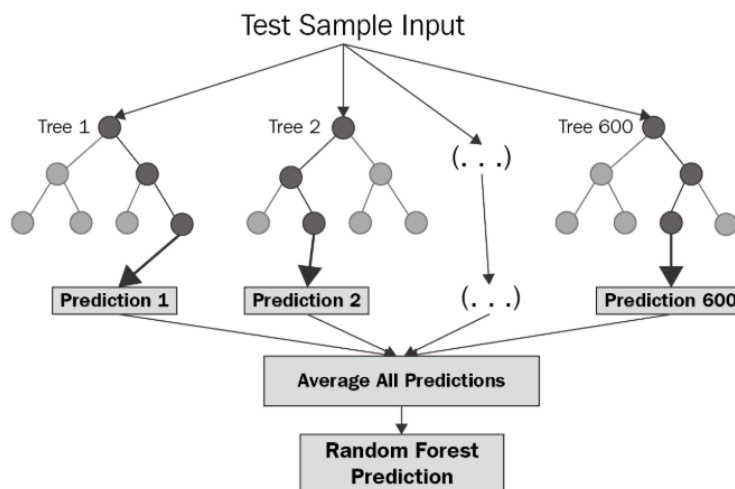 Test Sample Input
Tree 1
Tree 2
Tree 600
(. . .)
Prediction 1
Prediction 2
(. . .)
Prediction 600
Average All Predictions
Random Forest
Prediction